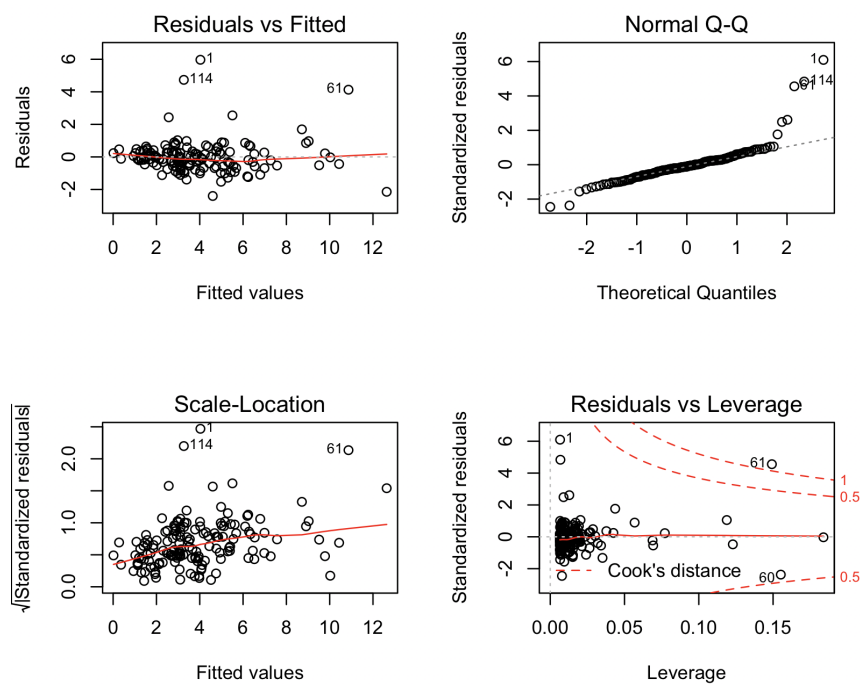 Residuals vs Fitted
Residuals
6
4
2
0
-2
1
114
61
0 2 4 6 8 10 12
Fitted values
Normal Q-Q
Standardized residuals
6
4
2
0
-2
1
114
61
-2 -1 0 1 2
Theoretical Quantiles
Scale-Location
√|Standardized residuals|
2.0
1.0
0.0
1
114
61
0 2 4 6 8 10 12
Fitted values
Residuals vs Leverage
Standardized residuals
6
4
2
0
-2
1
61
60
Cook's distance
1
0.5
0.5
0.00 0.05 0.10 0.15
Leverage